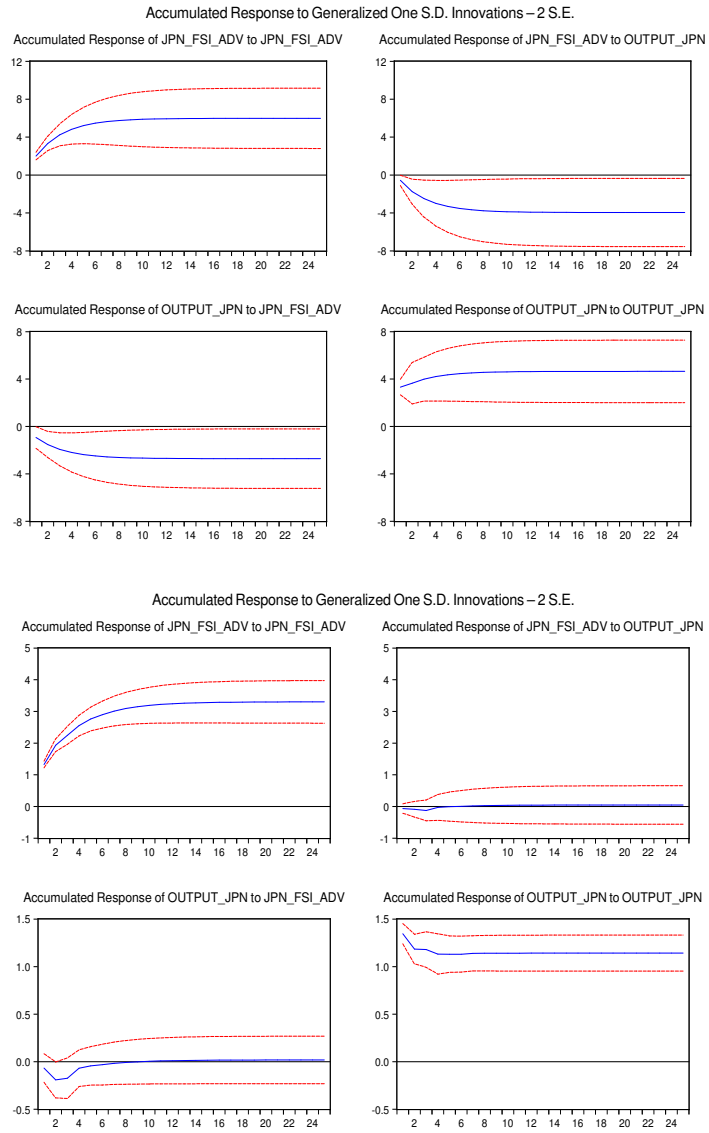 Accumulated Response to Generalized One S.D. Innovations – 2 S.E.
Accumulated Response of JPN_FSI_ADV to JPN_FSI_ADV
12
8
4
0
-4
-8
2 4 6 8 10 12 14 16 18 20 22 24
Accumulated Response of JPN_FSI_ADV to OUTPUT_JPN
12
8
4
0
-4
-8
2 4 6 8 10 12 14 16 18 20 22 24
Accumulated Response of OUTPUT_JPN to JPN_FSI_ADV
8
4
0
-4
-8
2 4 6 8 10 12 14 16 18 20 22 24
Accumulated Response of OUTPUT_JPN to OUTPUT_JPN
8
4
0
-4
-8
2 4 6 8 10 12 14 16 18 20 22 24
Accumulated Response to Generalized One S.D. Innovations – 2 S.E.
Accumulated Response of JPN_FSI_ADV to JPN_FSI_ADV
5
4
3
2
1
0
-1
2 4 6 8 10 12 14 16 18 20 22 24
Accumulated Response of JPN_FSI_ADV to OUTPUT_JPN
5
4
3
2
1
0
-1
2 4 6 8 10 12 14 16 18 20 22 24
Accumulated Response of OUTPUT_JPN to JPN_FSI_ADV
1.5
1.0
0.5
0.0
-0.5
2 4 6 8 10 12 14 16 18 20 22 24
Accumulated Response of OUTPUT_JPN to OUTPUT_JPN
1.5
1.0
0.5
0.0
-0.5
2 4 6 8 10 12 14 16 18 20 22 24